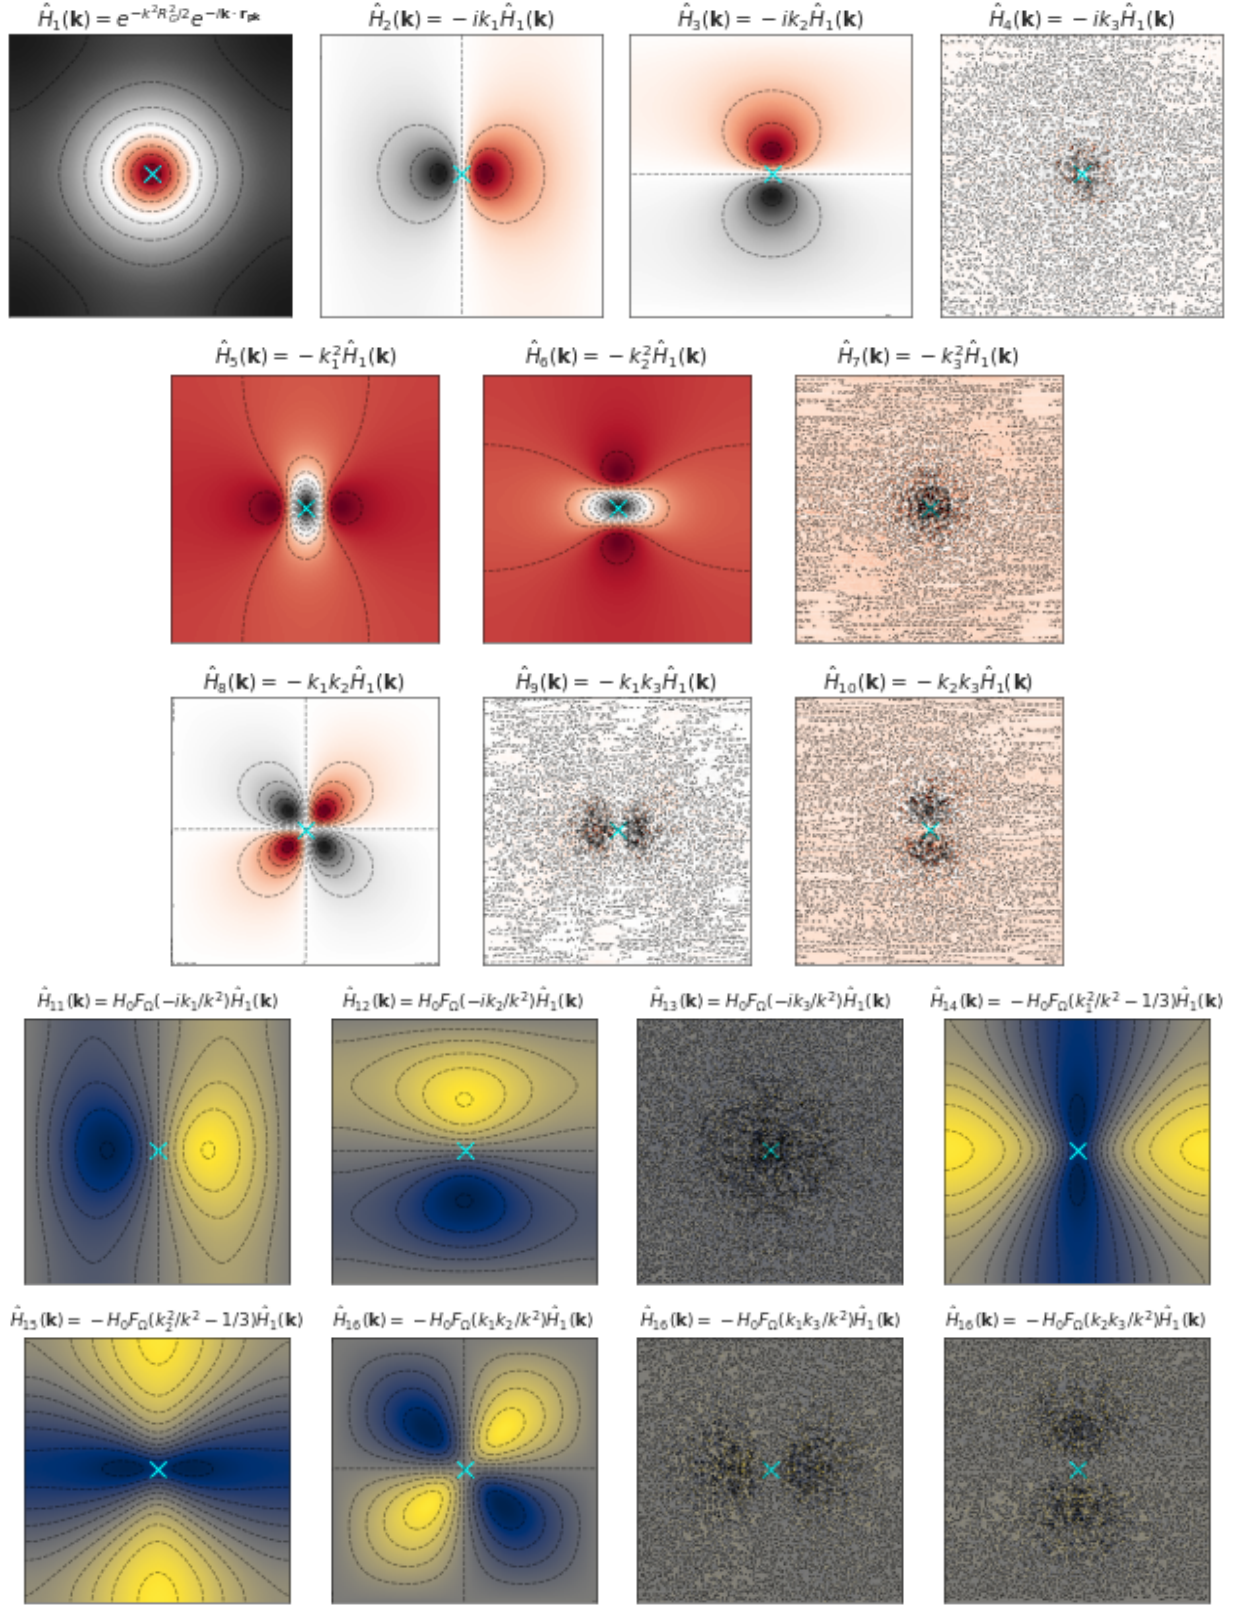 Ĥ₁(𝐤) = e^{−k²R_G²/2}e^{−i𝐤·𝐫_pk}
Ĥ₂(𝐤) = −ik₁Ĥ₁(𝐤)
Ĥ₃(𝐤) = −ik₂Ĥ₁(𝐤)
Ĥ₄(𝐤) = −ik₃Ĥ₁(𝐤)
Ĥ₅(𝐤) = −k₁²Ĥ₁(𝐤)
Ĥ₆(𝐤) = −k₂²Ĥ₁(𝐤)
Ĥ₇(𝐤) = −k₃²Ĥ₁(𝐤)
Ĥ₈(𝐤) = −k₁k₂Ĥ₁(𝐤)
Ĥ₉(𝐤) = −k₁k₃Ĥ₁(𝐤)
Ĥ₁₀(𝐤) = −k₂k₃Ĥ₁(𝐤)
Ĥ₁₁(𝐤) = H₀F_Ω(−ik₁/k²)Ĥ₁(𝐤)
Ĥ₁₂(𝐤) = H₀F_Ω(−ik₂/k²)Ĥ₁(𝐤)
Ĥ₁₃(𝐤) = H₀F_Ω(−ik₃/k²)Ĥ₁(𝐤)
Ĥ₁₄(𝐤) = −H₀F_Ω(k₁²/k² − 1/3)Ĥ₁(𝐤)
Ĥ₁₅(𝐤) = −H₀F_Ω(k₂²/k² − 1/3)Ĥ₁(𝐤)
Ĥ₁₆(𝐤) = −H₀F_Ω(k₁k₂/k²)Ĥ₁(𝐤)
Ĥ₁₆(𝐤) = −H₀F_Ω(k₁k₃/k²)Ĥ₁(𝐤)
Ĥ₁₆(𝐤) = −H₀F_Ω(k₂k₃/k²)Ĥ₁(𝐤)